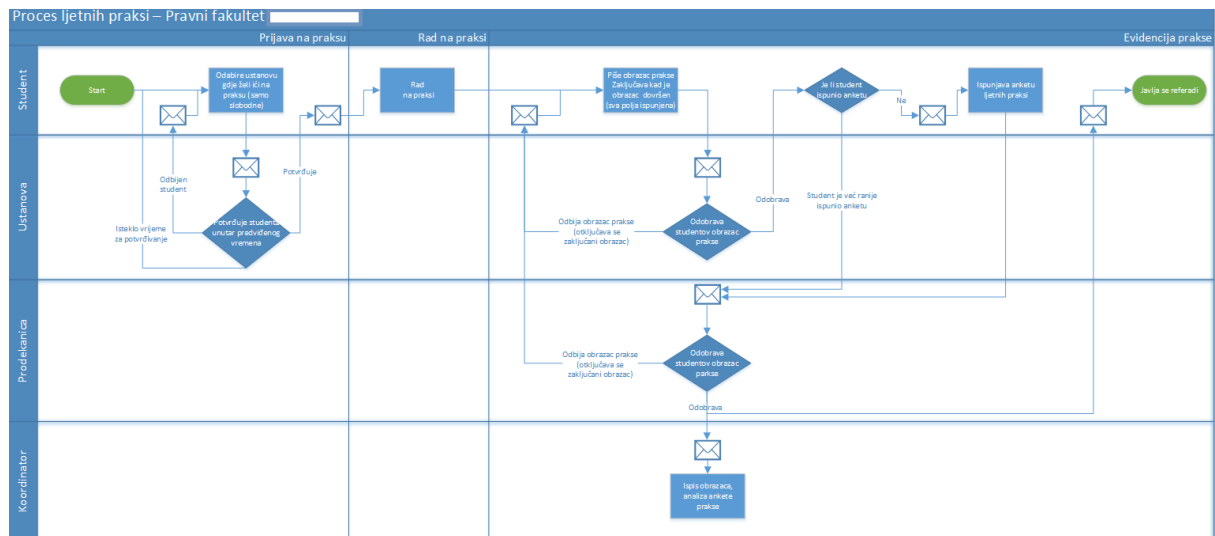 Proces ljetnih praksi – Pravni fakultet
Prijava na praksu
Rad na praksi
Evidencija prakse
Student
Start
Odabire ustanovu
gdje želi ići na
praksu (samo
slobodne)
Rad
na praksi
Piše obrazac prakse
Zaključava kad je
obrazac dovršen
(sva polja ispunjena)
Je li student
ispunio anketu
Ne
Ispunjava anketu
ljetnih praksi
Javlja se referadi
Ustanova
Odbijen
student
Potvrđuje
Isteklo vrijeme
za potvrđivanje
Potvrđuje studenta
unutar predviđenog
vremena
Odbija obrazac prakse
(otključava se
zaključani obrazac)
Odobrava
studentov obrazac
prakse
Odobrava
Student je već ranije
ispunio anketu
Prodekanica
Odbija obrazac prakse
(otključava se
zaključani obrazac)
Odobrava
studentov obrazac
parkse
Odobrava
Koordinator
Ispis obrazaca,
analiza ankete
prakse